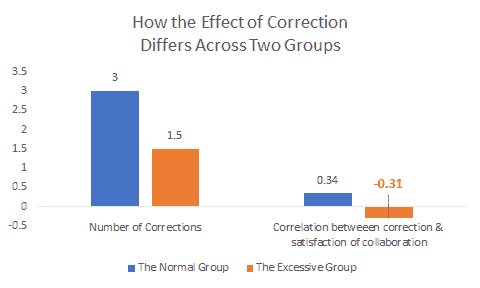 How the Effect of Correction
Differs Across Two Groups
3.5
3
2.5
2
1.5
1
0.5
0
-0.5
3
1.5
0.34
-0.31
Number of Corrections
Correlation betweeen correction &
satisfaction of collaboration
The Normal Group
The Excessive Group